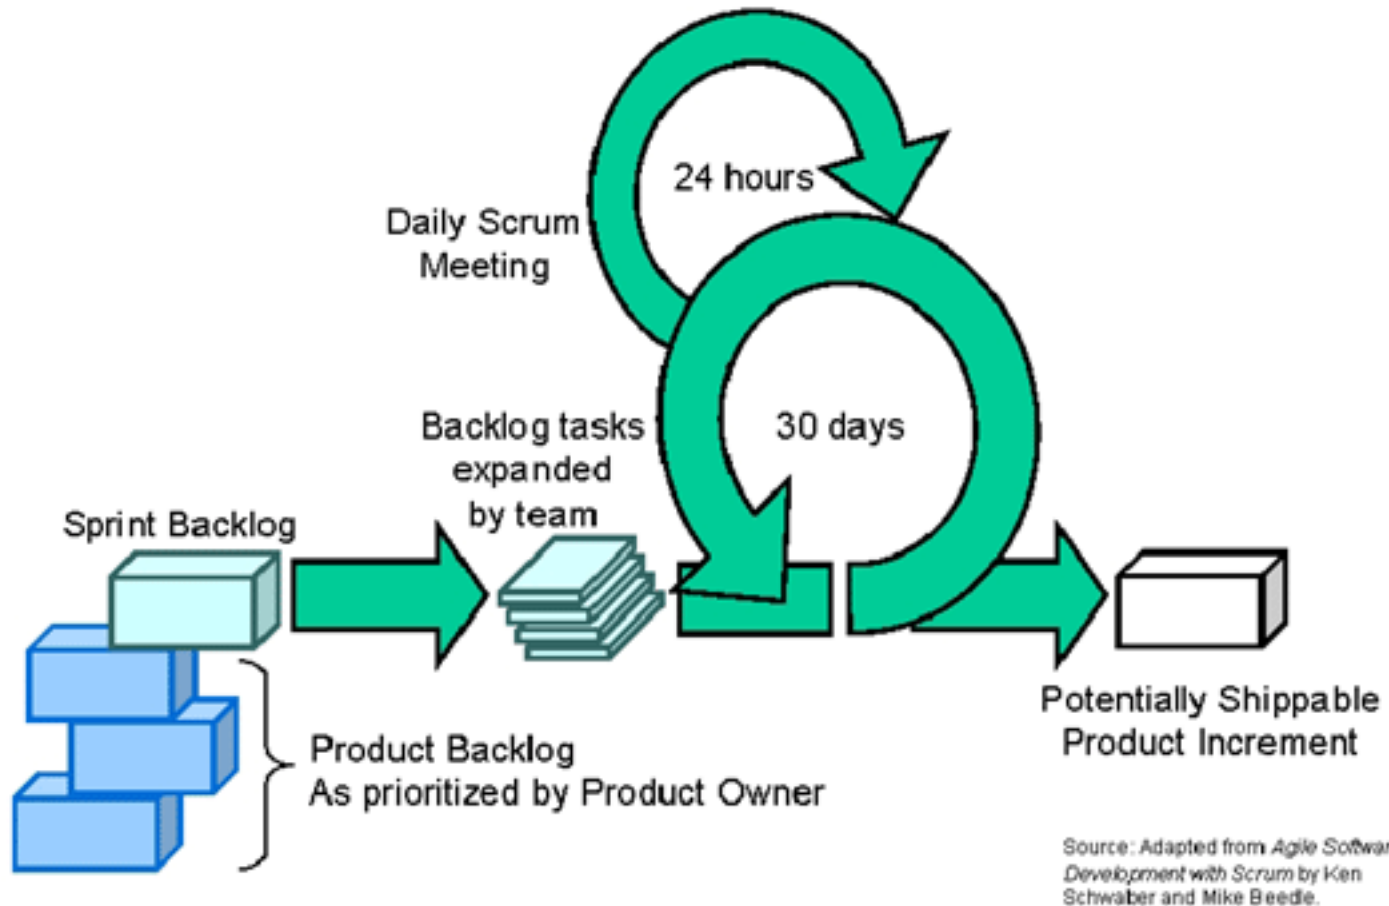 24 hours
Daily Scrum
Meeting
Backlog tasks
expanded
by team
30 days
Sprint Backlog
Product Backlog
As prioritized by Product Owner
Potentially Shippable
Product Increment
Source: Adapted from Agile Softwar
Development with Scrum by Ken
Schwaber and Mike Beedle.